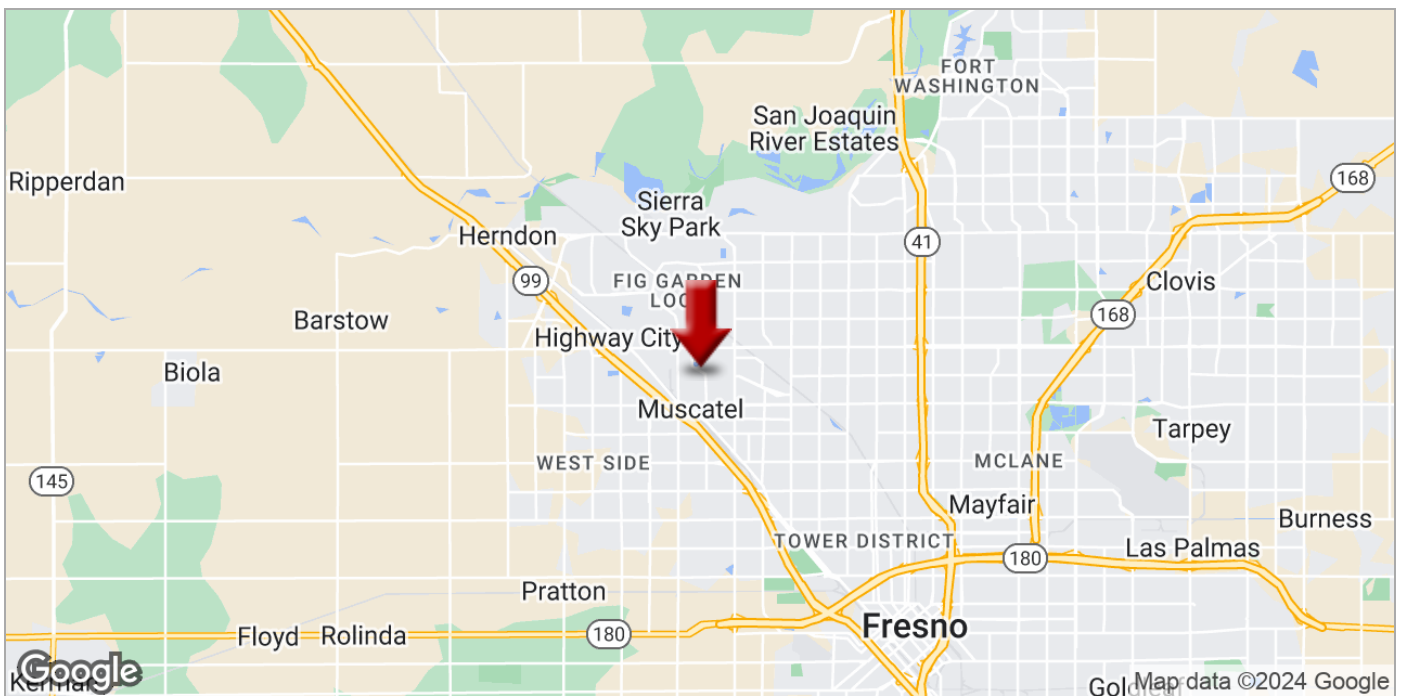 FORT
WASHINGTON
San Joaquin
River Estates
Ripperdan
168
Sierra
Sky Park
Herndon
41
99
FIG GARDEN
Clovis
Barstow
168
Highway City
Biola
Muscatel
Tarpey
WEST SIDE
MCLANE
145
Mayfair
Burness
TOWER DISTRICT
180
Las Palmas
Pratton
Fresno
Floyd
Rolinda
180
Google
Map data ©2024 Google